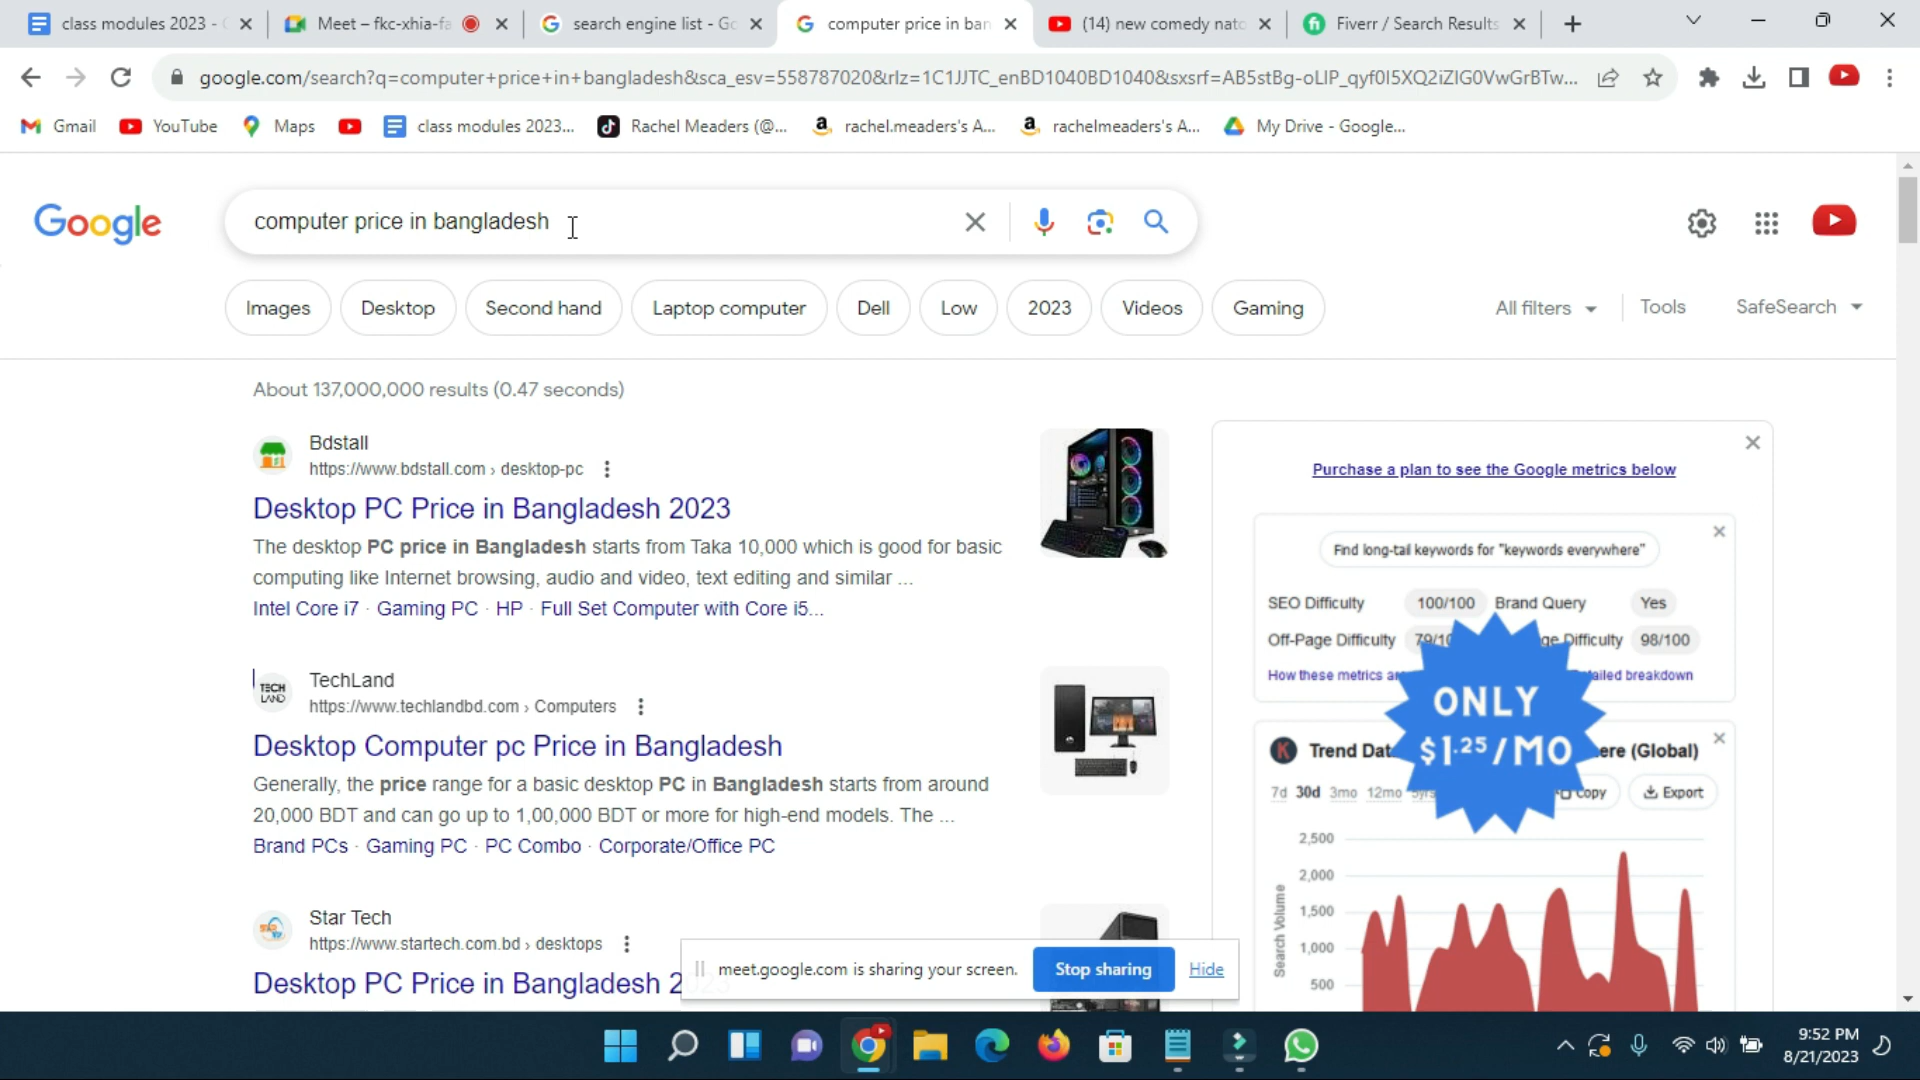 class modules 2023 -
Meet – fkc-xhia-fa
search engine list - Go
computer price in ban
(14) new comedy nato
Fiverr / Search Results
google.com/search?q=computer+price+in+bangladesh&sca_esv=558787020&rlz=1C1JJTC_enBD1040BD1040&sxsrf=AB5stBg-oLIP_qyf0I5XQ2iZIG0VwGrBTw...
Gmail
YouTube
Maps
class modules 2023...
Rachel Meaders (@...
rachel.meaders's A...
rachelmeaders's A...
My Drive - Google...
Google
computer price in bangladesh
Images
Desktop
Second hand
Laptop computer
Dell
Low
2023
Videos
Gaming
All filters
Tools
SafeSearch
About 137,000,000 results (0.47 seconds)
Bdstall
https://www.bdstall.com › desktop-pc
Desktop PC Price in Bangladesh 2023
The desktop PC price in Bangladesh starts from Taka 10,000 which is good for basic
computing like Internet browsing, audio and video, text editing and similar ...
Intel Core i7 · Gaming PC · HP · Full Set Computer with Core i5...
TECH
LAND
TechLand
https://www.techlandbd.com › Computers
Desktop Computer pc Price in Bangladesh
Generally, the price range for a basic desktop PC in Bangladesh starts from around
20,000 BDT and can go up to 1,00,000 BDT or more for high-end models. The ...
Brand PCs · Gaming PC · PC Combo · Corporate/Office PC
Star Tech
https://www.startech.com.bd › desktops
Desktop PC Price in Bangladesh 2
Purchase a plan to see the Google metrics below
Find long-tail keywords for "keywords everywhere"
SEO Difficulty 100/100 Brand Query Yes
Off-Page Difficulty Difficulty 98/100
How these metrics breakdown
ONLY
$1.25/MO
Trend (Global)
7d 30d 3mo 12mo
Copy
Export
2,500
2,000
1,500
1,000
500
Search Volume
meet.google.com is sharing your screen.
Stop sharing
Hide
9:52 PM
8/21/2023